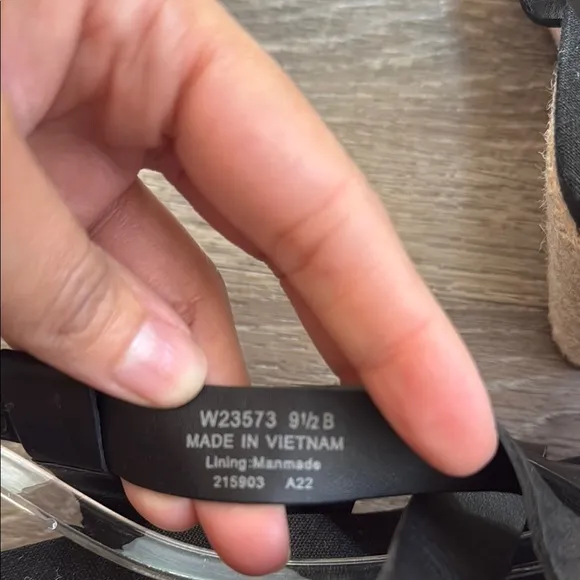 W23573 9½ B
MADE IN VIETNAM
Lining:Manmade
215903 A22